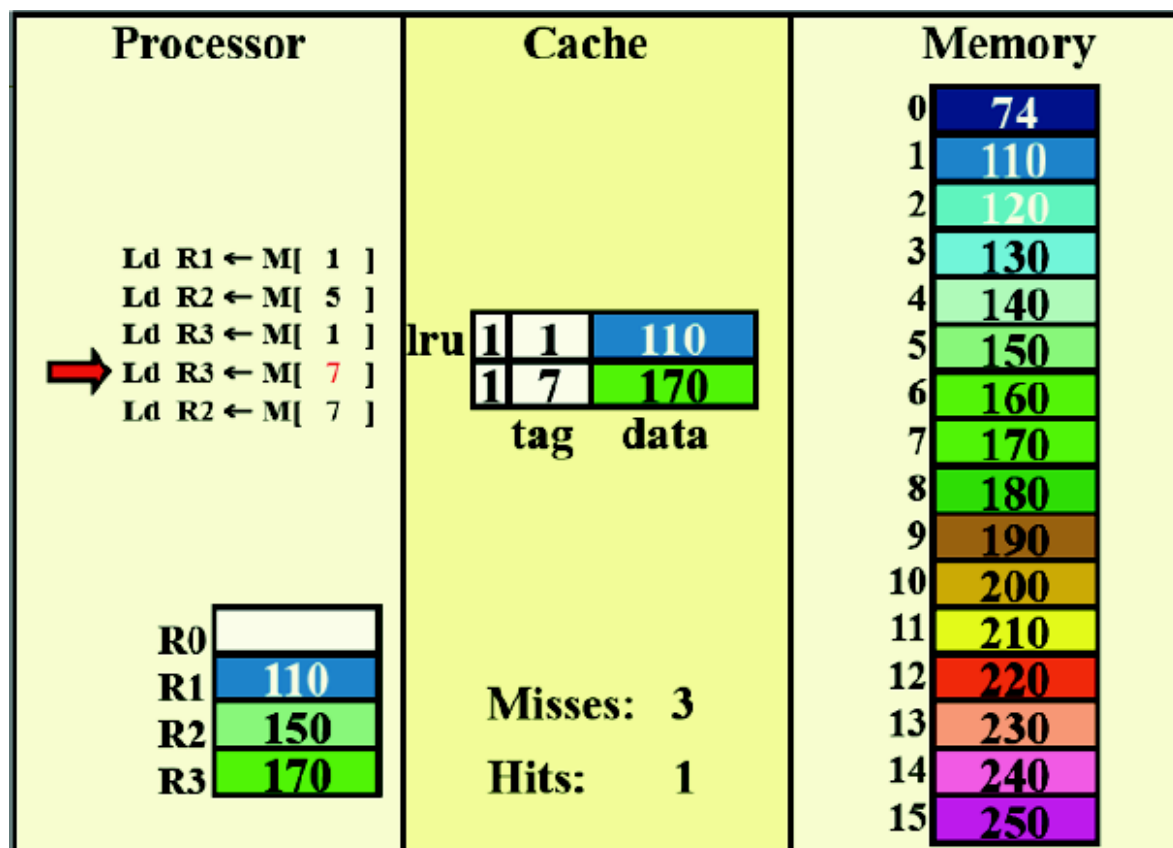 Processor
Ld R1 ← M[ 1 ]
Ld R2 ← M[ 5 ]
Ld R3 ← M[ 1 ]
Ld R3 ← M[ 7 ]
Ld R2 ← M[ 7 ]
R0
R1 110
R2 150
R3 170
Cache
lru 1 1 110
1 7 170
tag data
Misses: 3
Hits: 1
Memory
0 74
1 110
2 120
3 130
4 140
5 150
6 160
7 170
8 180
9 190
10 200
11 210
12 220
13 230
14 240
15 250